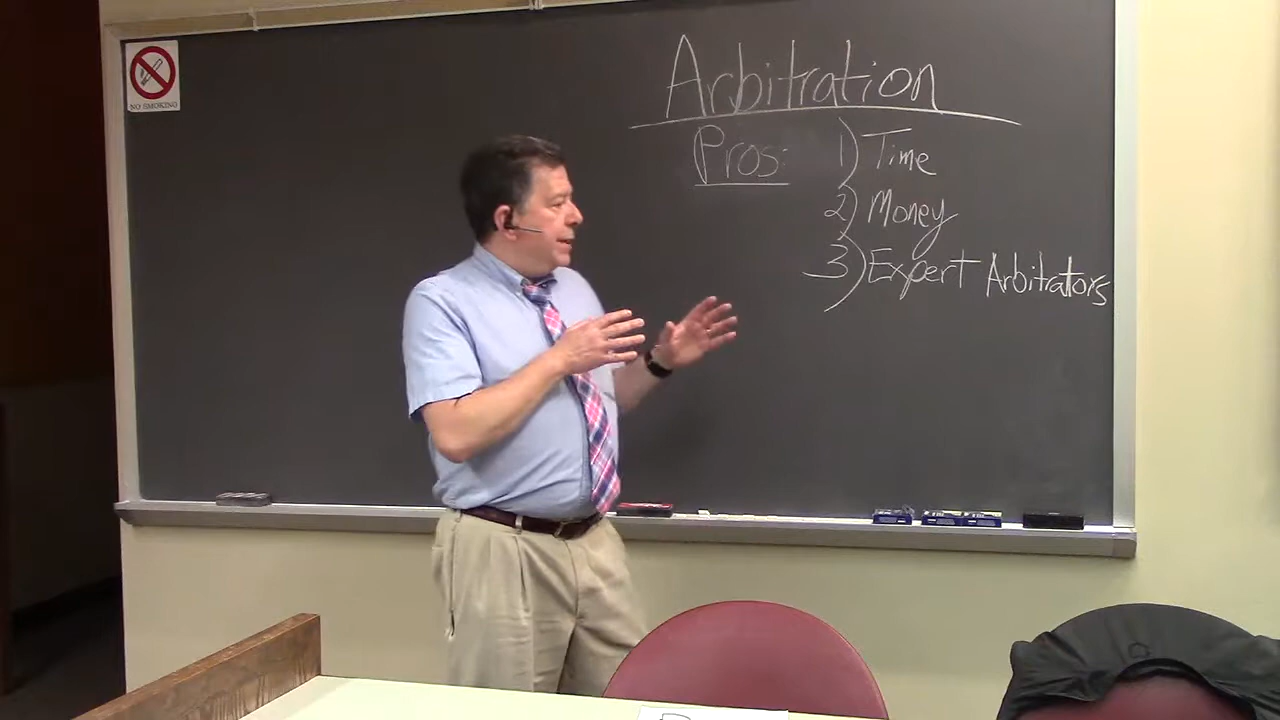 NO SMOKING
Arbitration
Pros: 1) Time
2) Money
3) Expert Arbitrators